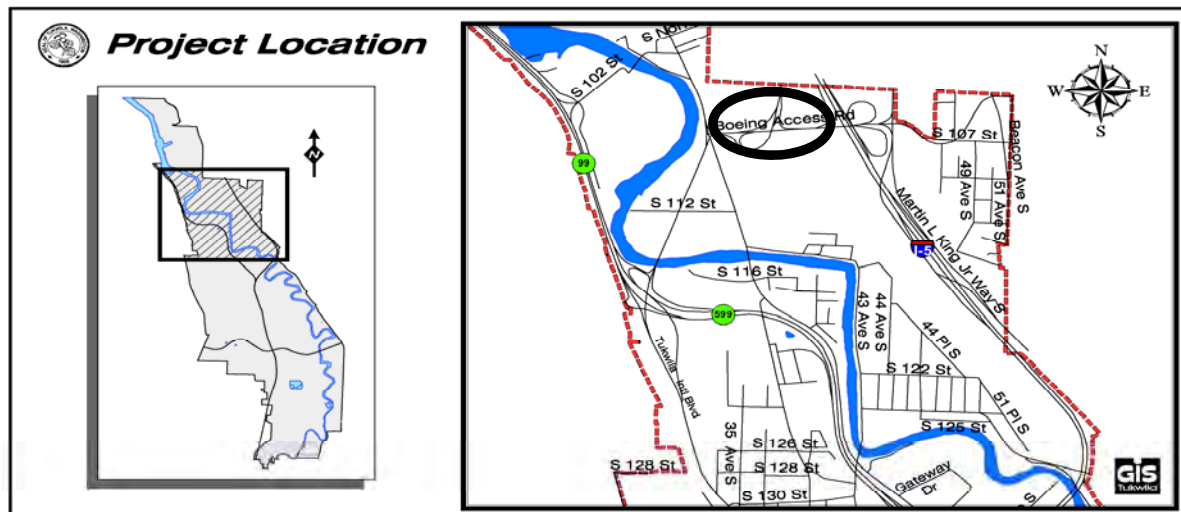 Project Location
N
S 102 St
S Nor
N
W E
S
Boeing Access Rd
S 107 St
Beacon Ave S
49 Ave S
51 Ave S
99
S 112 St
Martin L King Jr Way S
I-5
S 116 St
43 Ave S
44 Ave S
599
44 Pl S
Tukwila Intl Blvd
S 122 St
51 Pl S
S 125 St
35 Ave S
S 126 St
S 128 St
S 128 St
S 130 St
Gateway Dr
S
GIS
Tukwila